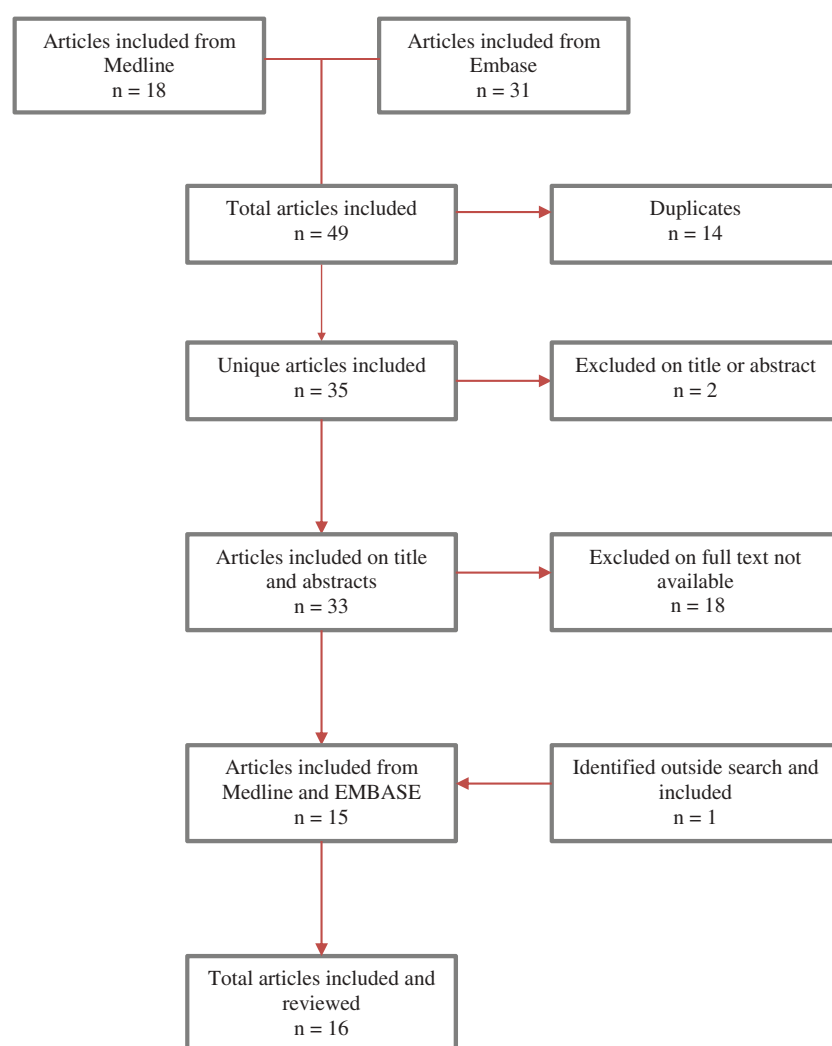 Articles included from
Medline
n = 18
Articles included from
Embase
n = 31
Total articles included
n = 49
Duplicates
n = 14
Unique articles included
n = 35
Excluded on title or abstract
n = 2
Articles included on title
and abstracts
n = 33
Excluded on full text not
available
n = 18
Articles included from
Medline and EMBASE
n = 15
Identified outside search and
included
n = 1
Total articles included and
reviewed
n = 16